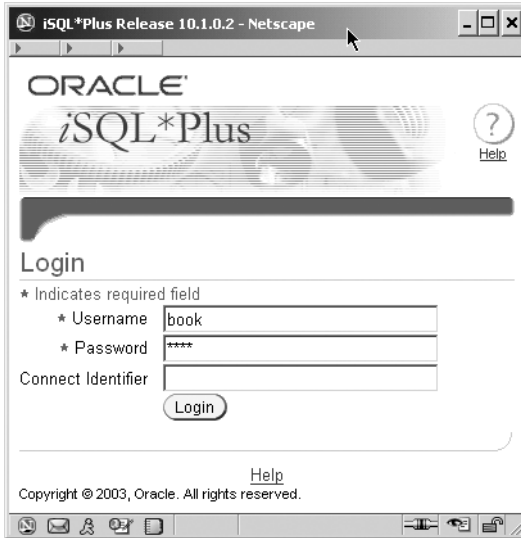 iSQL*Plus Release 10.1.0.2 - Netscape
ORACLE
iSQL*Plus
?
Help
Login
* Indicates required field
* Username book
* Password ****
Connect Identifier
Login
Help
Copyright © 2003, Oracle. All rights reserved.